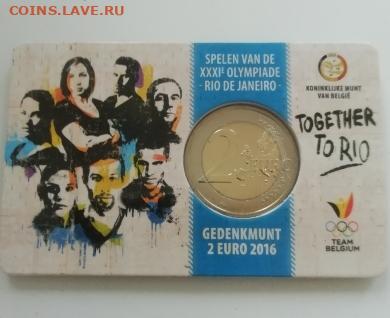 COINS.LAVE.RU
SPELEN VAN DE
XXXIᵉ OLYMPIADE
- RIO DE JANEIRO -
KONINKLIJKE MUNT
VAN BELGIË
TOGETHER
TO RIO
2
GEDENKMUNT
2 EURO 2016
TEAM
BELGIUM